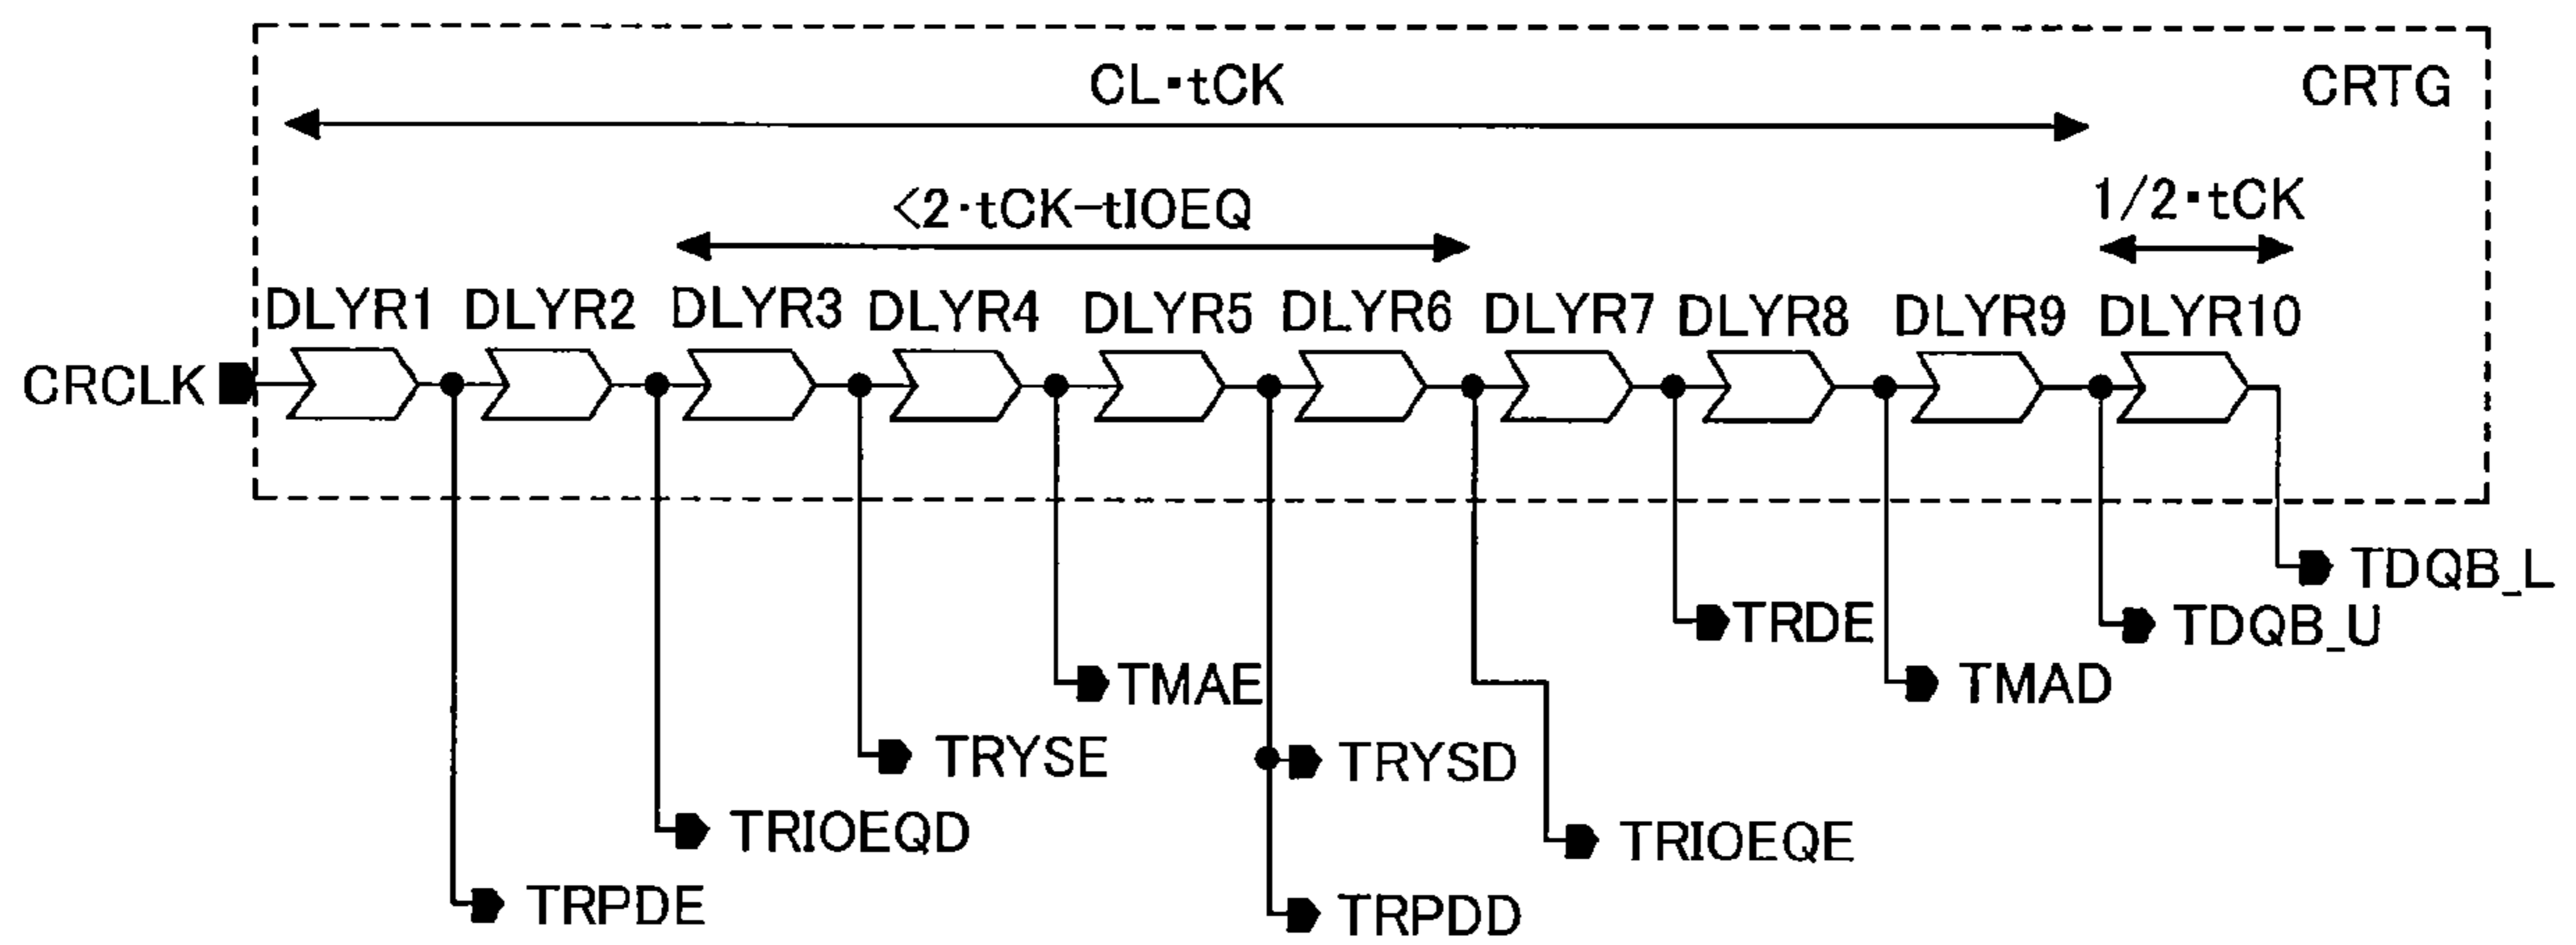 CL·tCK
CRTG
<2·tCK-tIOEQ
1/2·tCK
DLYR1 DLYR2 DLYR3 DLYR4 DLYR5 DLYR6 DLYR7 DLYR8 DLYR9 DLYR10
CRCLK
TDQB_L
TRDE
TDQB_U
TMAE
TMAD
TRYSE
TRYSD
TRIOEQD
TRIOEQE
TRPDE
TRPDD